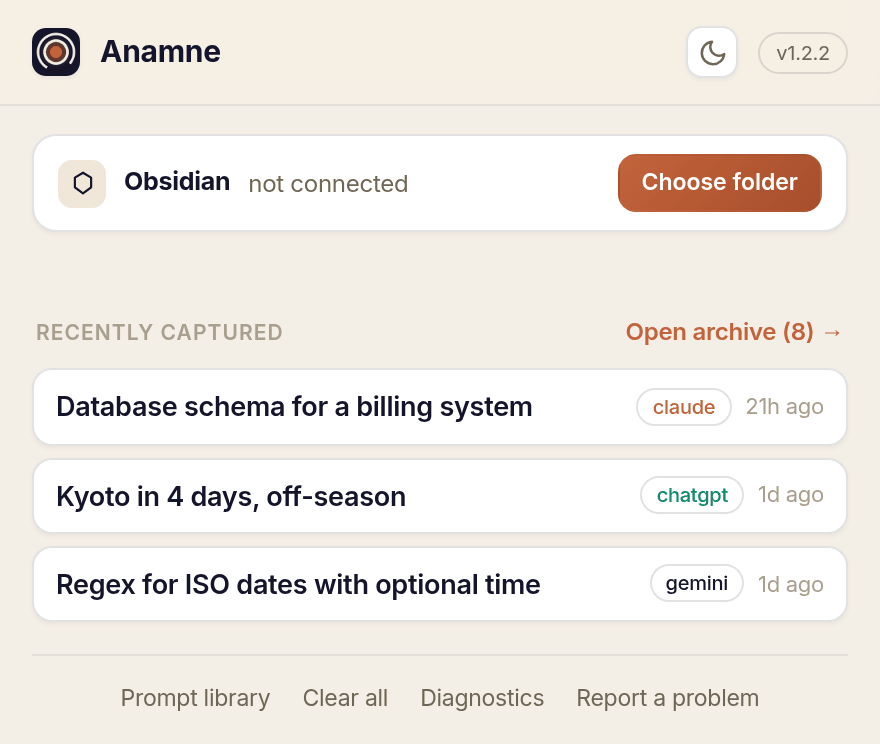 Anamne
v1.2.2
Obsidian not connected
Choose folder
RECENTLY CAPTURED
Open archive (8) →
Database schema for a billing system
claude
21h ago
Kyoto in 4 days, off-season
chatgpt
1d ago
Regex for ISO dates with optional time
gemini
1d ago
Prompt library
Clear all
Diagnostics
Report a problem